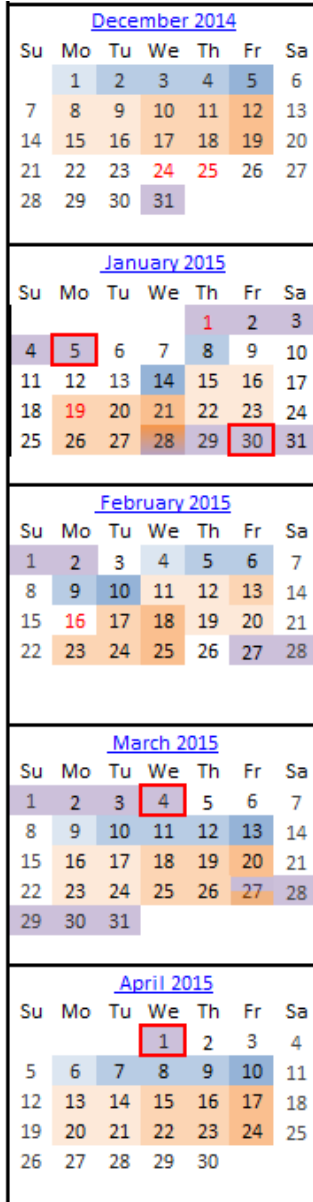 December 2014
Su Mo Tu We Th Fr Sa
1 2 3 4 5 6
7 8 9 10 11 12 13
14 15 16 17 18 19 20
21 22 23 24 25 26 27
28 29 30 31
January 2015
Su Mo Tu We Th Fr Sa
1 2 3
4 5 6 7 8 9 10
11 12 13 14 15 16 17
18 19 20 21 22 23 24
25 26 27 28 29 30 31
February 2015
Su Mo Tu We Th Fr Sa
1 2 3 4 5 6 7
8 9 10 11 12 13 14
15 16 17 18 19 20 21
22 23 24 25 26 27 28
March 2015
Su Mo Tu We Th Fr Sa
1 2 3 4 5 6 7
8 9 10 11 12 13 14
15 16 17 18 19 20 21
22 23 24 25 26 27 28
29 30 31
April 2015
Su Mo Tu We Th Fr Sa
1 2 3 4
5 6 7 8 9 10 11
12 13 14 15 16 17 18
19 20 21 22 23 24 25
26 27 28 29 30